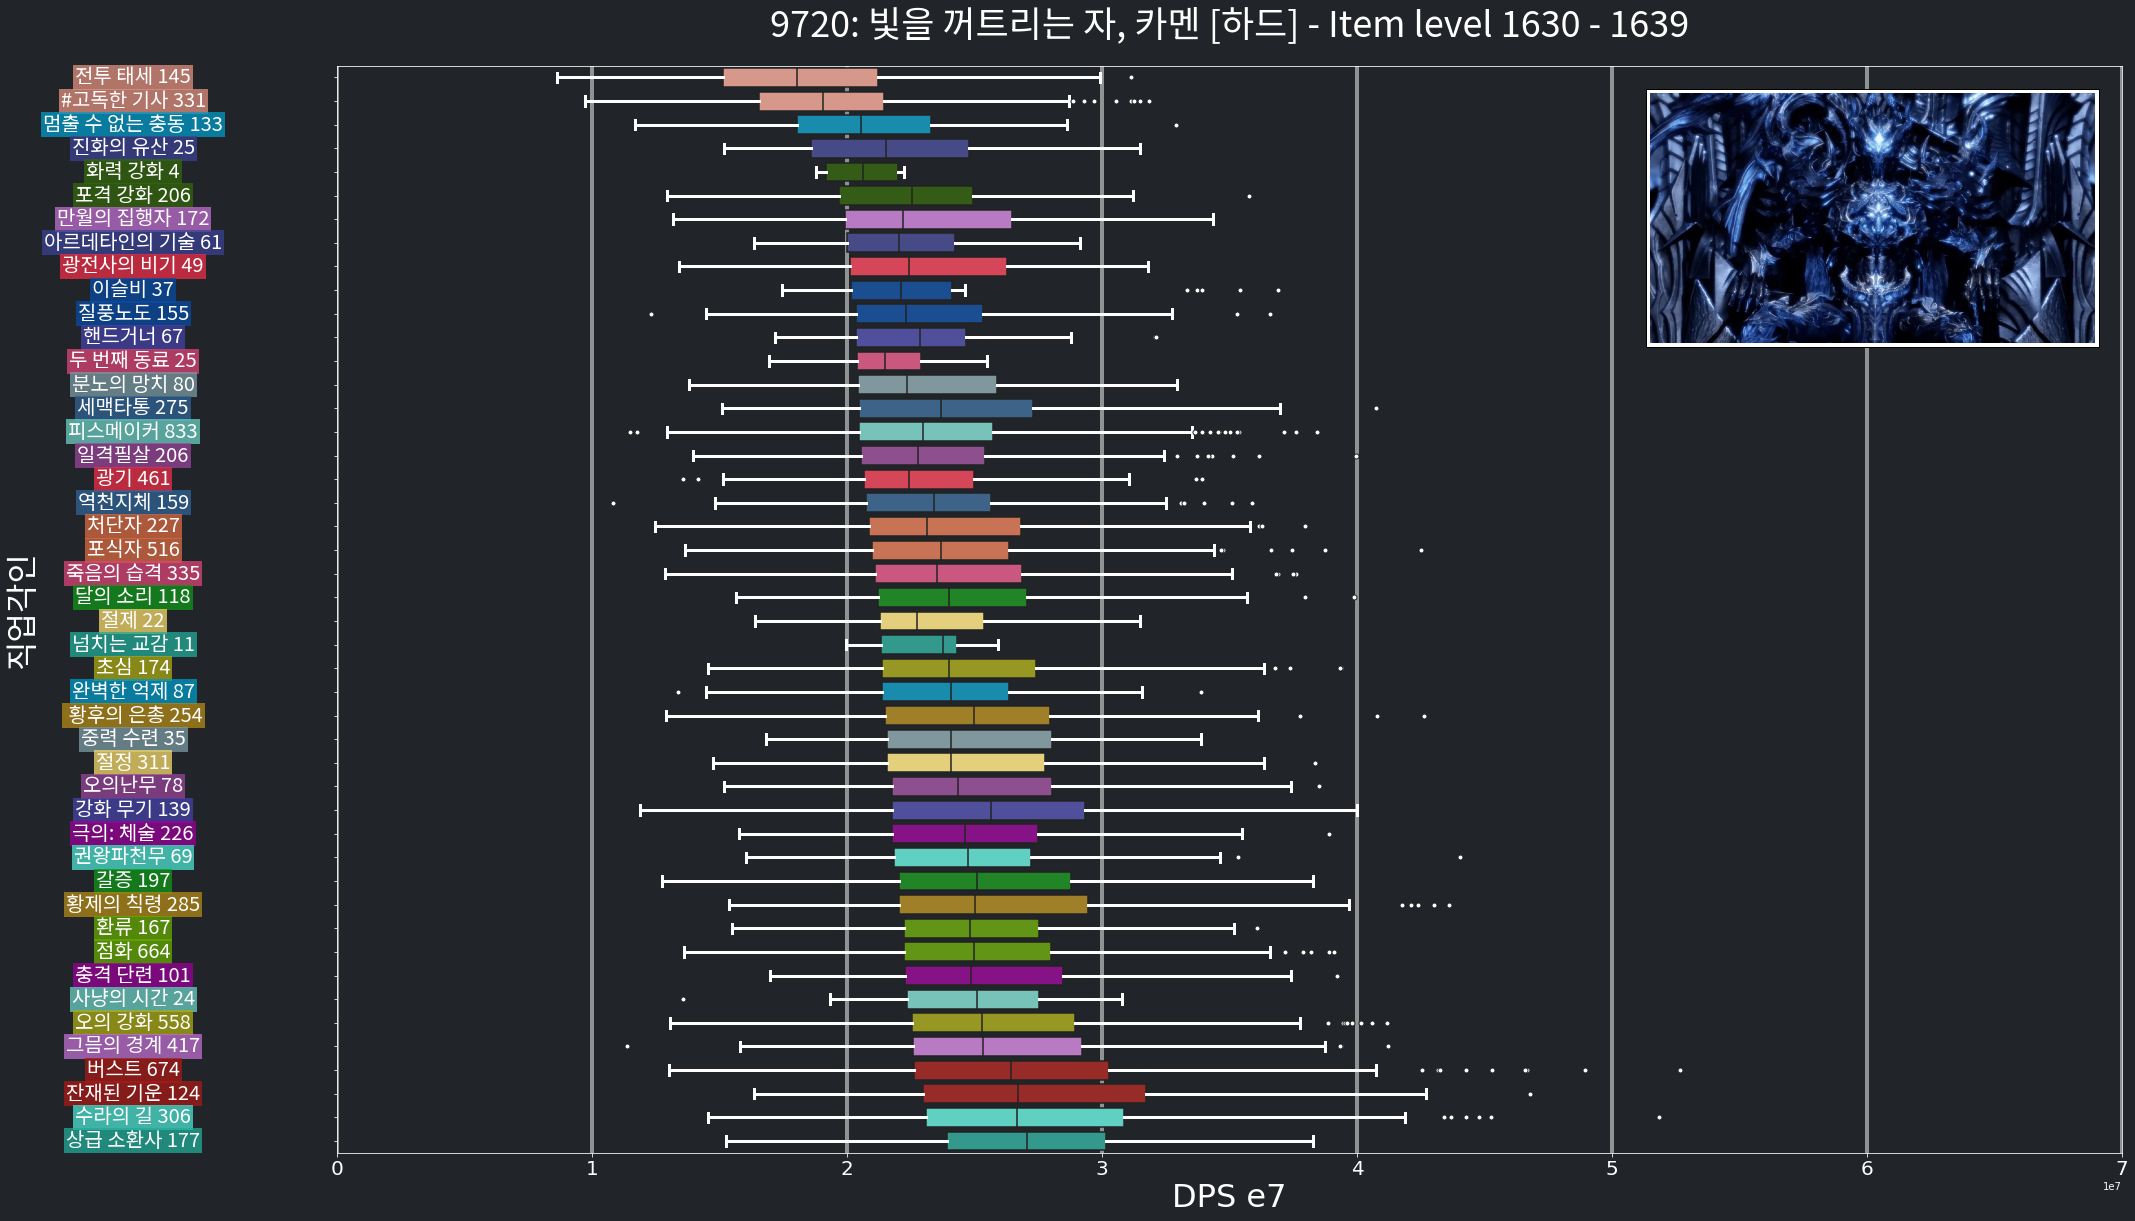 9720: 빛을 꺼트리는 자, 카멘 [하드] - Item level 1630 - 1639
직업각인
전투 태세 145
#고독한 기사 331
멈출 수 없는 충동 133
진화의 유산 25
화력 강화 4
포격 강화 206
만월의 집행자 172
아르데타인의 기술 61
광전사의 비기 49
이슬비 37
질풍노도 155
핸드거너 67
두 번째 동료 25
분노의 망치 80
세맥타통 275
피스메이커 833
일격필살 206
광기 461
역천지체 159
처단자 227
포식자 516
죽음의 습격 335
달의 소리 118
절제 22
넘치는 교감 11
초심 174
완벽한 억제 87
황후의 은총 254
중력 수련 35
절정 311
오의난무 78
강화 무기 139
극의: 체술 226
권왕파천무 69
갈증 197
황제의 칙령 285
환류 167
점화 664
충격 단련 101
사냥의 시간 24
오의 강화 558
그믐의 경계 417
버스트 674
잔재된 기운 124
수라의 길 306
상급 소환사 177
0 1 2 3 4 5 6 7
1e7
DPS e7